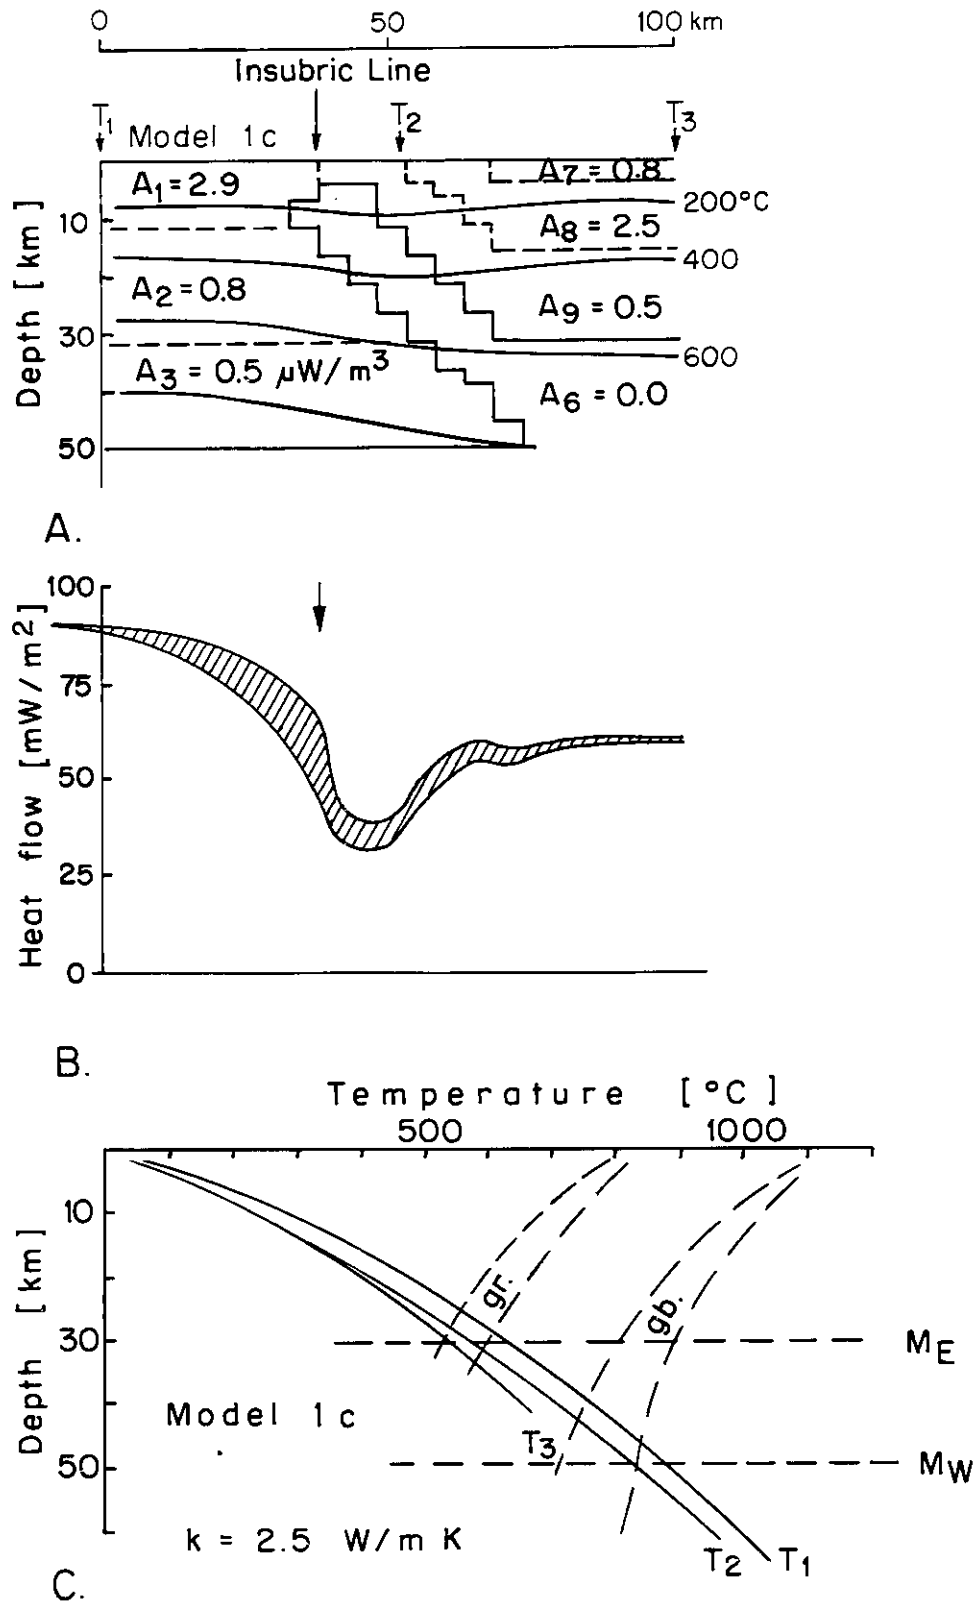 0 50 100 km
Insubric Line
T1 T2 T3
Model 1c
A1 = 2.9
A7 = 0.8
200°C
10
A8 = 2.5
400
A2 = 0.8
A9 = 0.5
30
600
A3 = 0.5 µW/m³
A6 = 0.0
50
Depth [km]
A.
100
75
50
25
0
Heat flow [mW/m²]
B.
Temperature [°C]
500 1000
10
gr.
gb.
30
ME
Model 1c
T3
50
MW
k = 2.5 W/m K
T2 T1
Depth [km]
C.